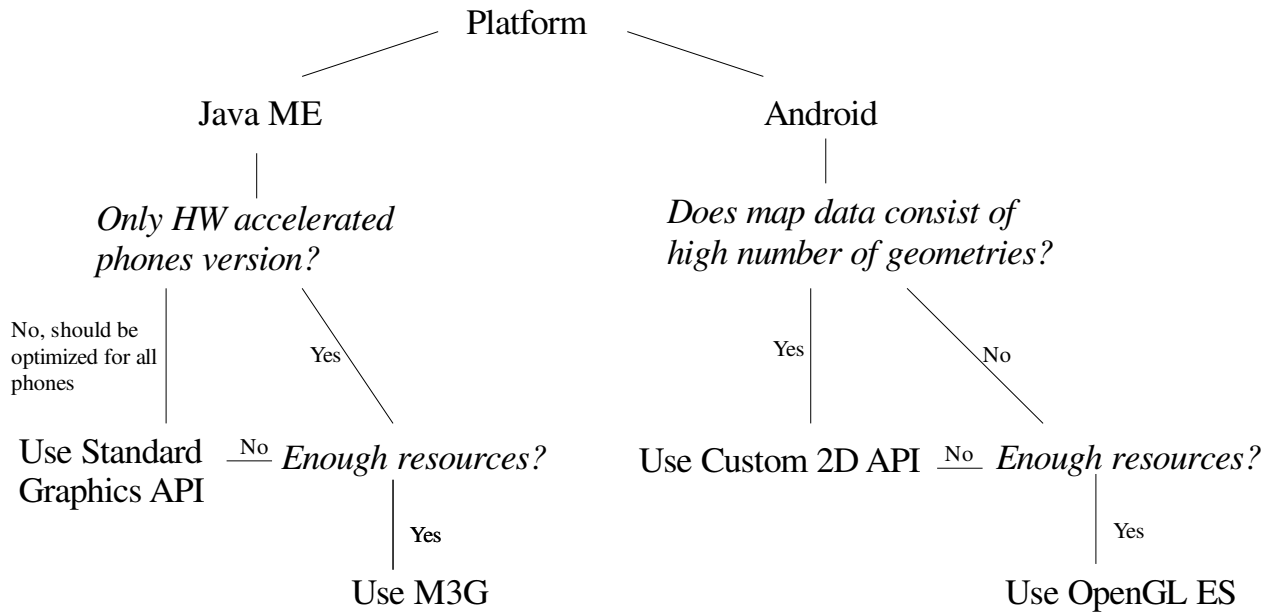 Platform
Java ME
Android
Only HW accelerated
phones version?
Does map data consist of
high number of geometries?
No, should be
optimized for all
phones
Yes
Yes
No
Use Standard
Graphics API
No
Enough resources?
Use Custom 2D API
No
Enough resources?
Yes
Yes
Use M3G
Use OpenGL ES